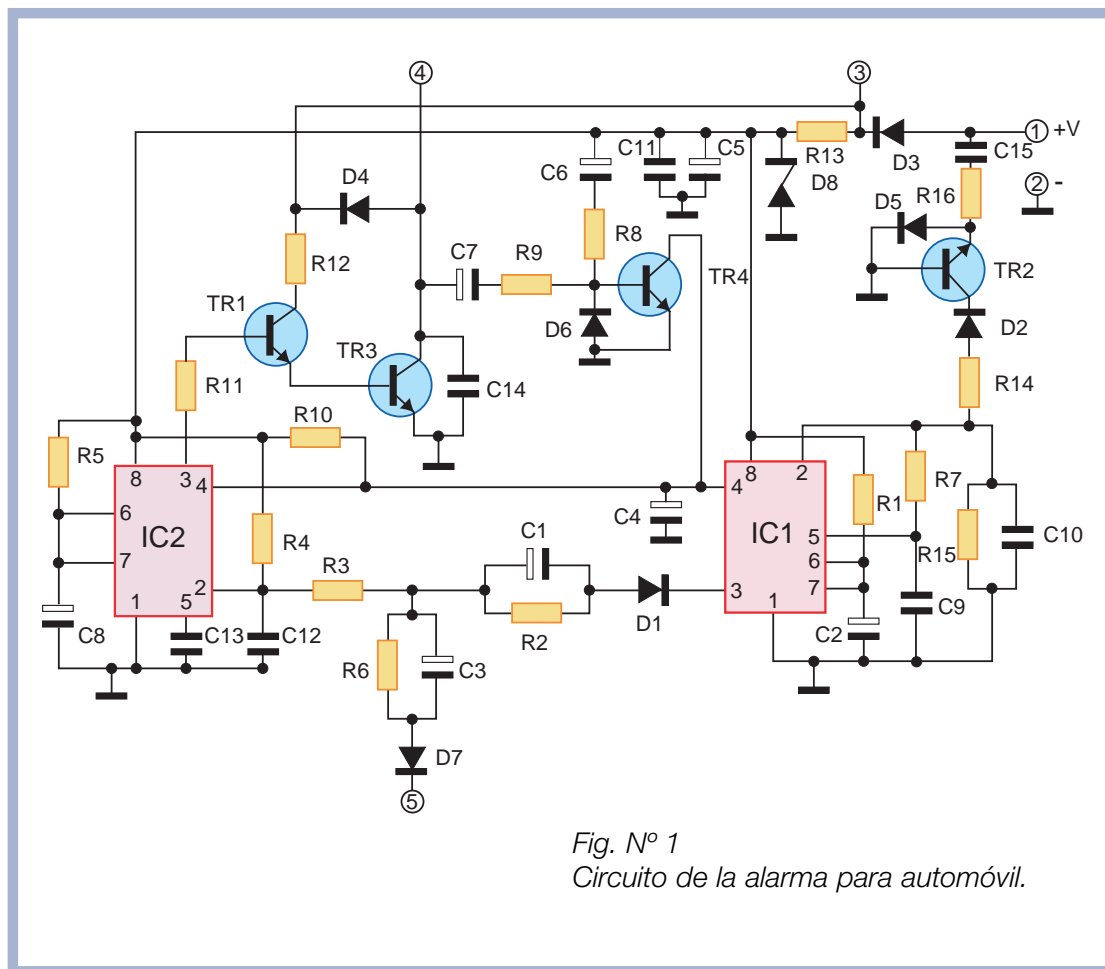 ④ ③
① +V
② -
D4 C6 C11 C5 R13 D3 C15
D8 R16
D5
R12 C7 R9 R8 TR4 TR2
TR1 D6 D2
TR3
R11 C14 R14
R10
R5
8 3 4 C4 4 8 2 R1 R7
6 IC2 R4 IC1 5 R15 C10
7 C1 6
2 R3 D1 3 7
1 5 R2 1 C2 C9
C8 C13 C12
R6 C3
D7
⑤
Fig. Nº 1
Circuito de la alarma para automóvil.